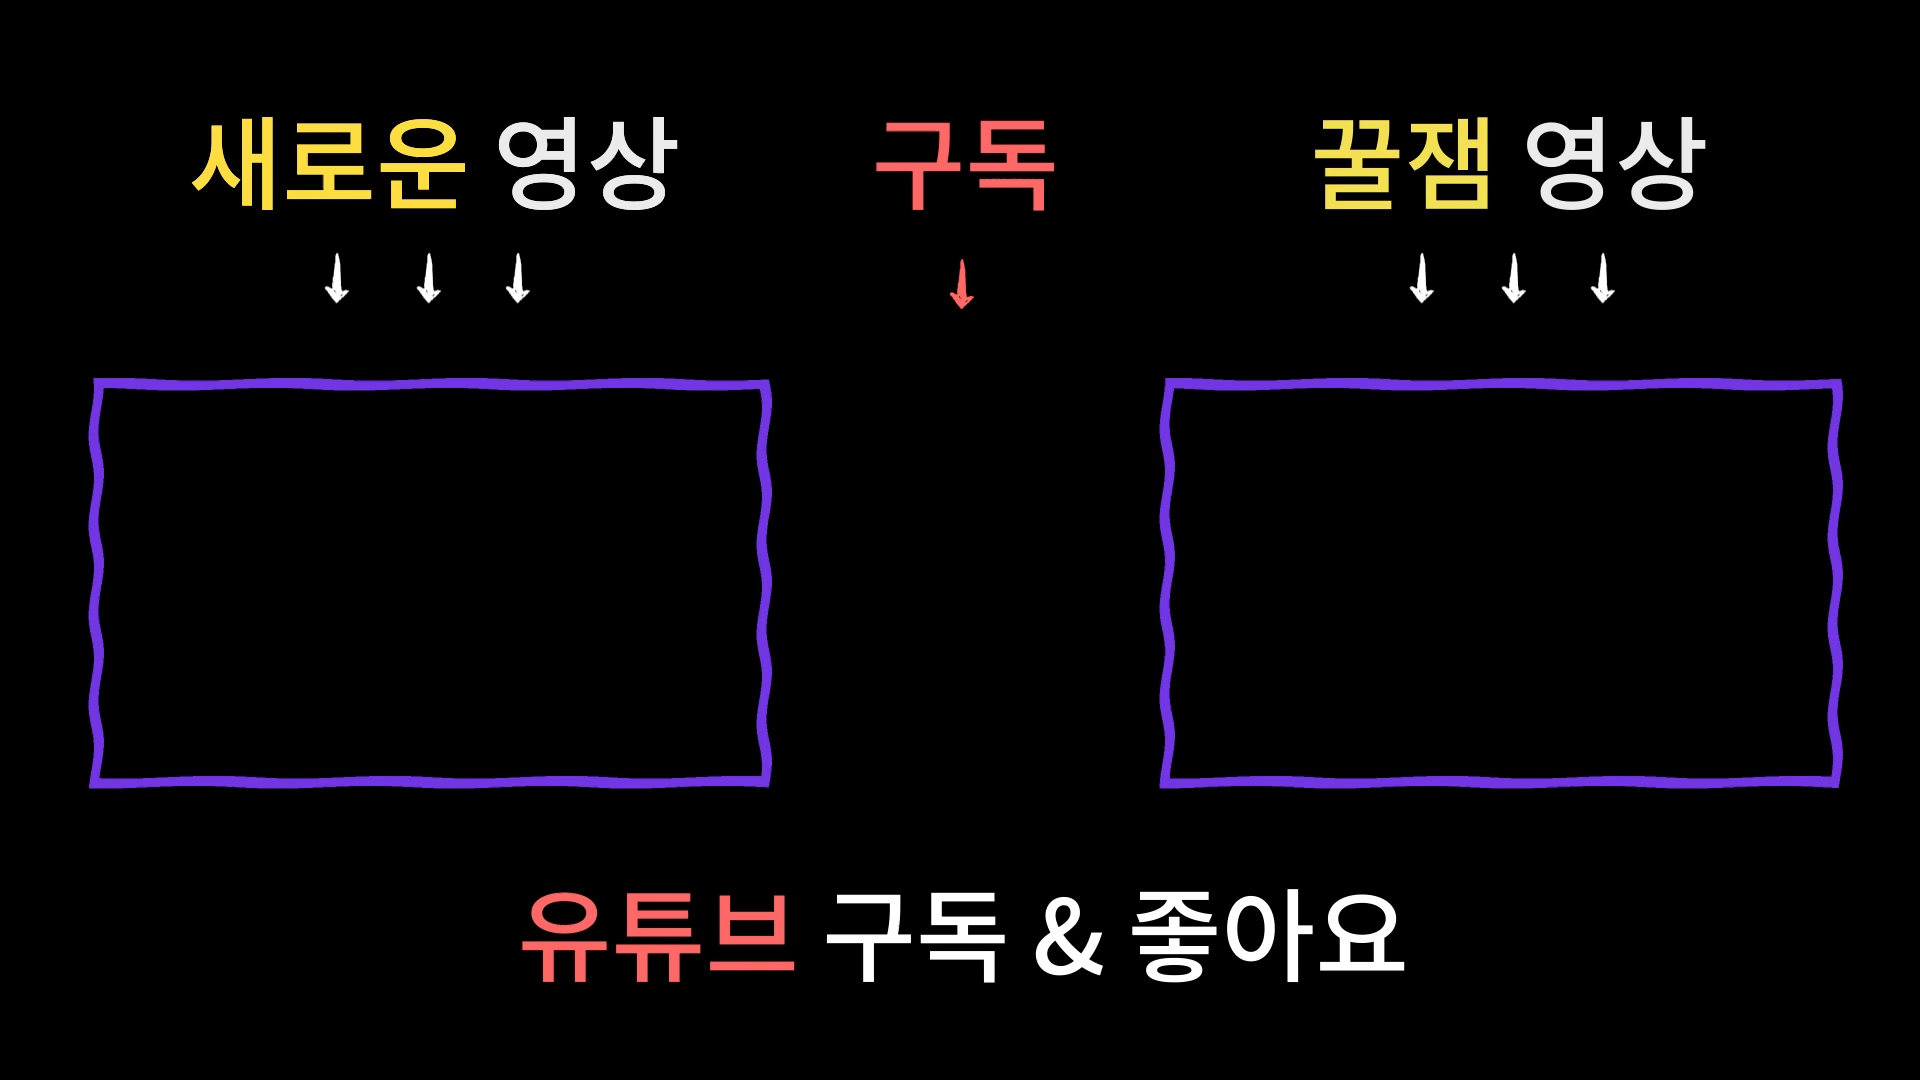 새로운 영상
구독
꿀잼 영상
유튜브 구독 & 좋아요